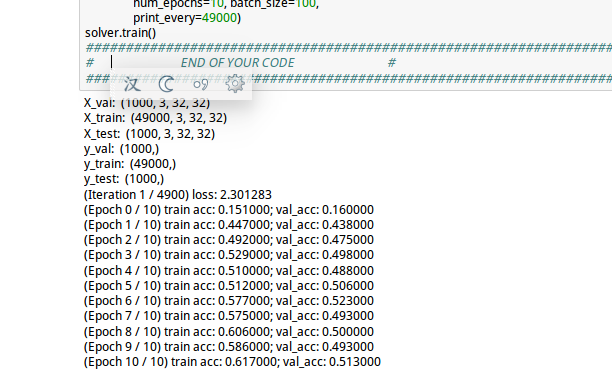 num_epochs=10, batch_size=100,
print_every=49000)
solver.train()
################################################################################
# END OF YOUR CODE #
################################################################################
汉
X_val: (1000, 3, 32, 32)
X_train: (49000, 3, 32, 32)
X_test: (1000, 3, 32, 32)
y_val: (1000,)
y_train: (49000,)
y_test: (1000,)
(Iteration 1 / 4900) loss: 2.301283
(Epoch 0 / 10) train acc: 0.151000; val_acc: 0.160000
(Epoch 1 / 10) train acc: 0.447000; val_acc: 0.438000
(Epoch 2 / 10) train acc: 0.492000; val_acc: 0.475000
(Epoch 3 / 10) train acc: 0.529000; val_acc: 0.498000
(Epoch 4 / 10) train acc: 0.510000; val_acc: 0.488000
(Epoch 5 / 10) train acc: 0.512000; val_acc: 0.506000
(Epoch 6 / 10) train acc: 0.577000; val_acc: 0.523000
(Epoch 7 / 10) train acc: 0.575000; val_acc: 0.493000
(Epoch 8 / 10) train acc: 0.606000; val_acc: 0.500000
(Epoch 9 / 10) train acc: 0.586000; val_acc: 0.493000
(Epoch 10 / 10) train acc: 0.617000; val_acc: 0.513000